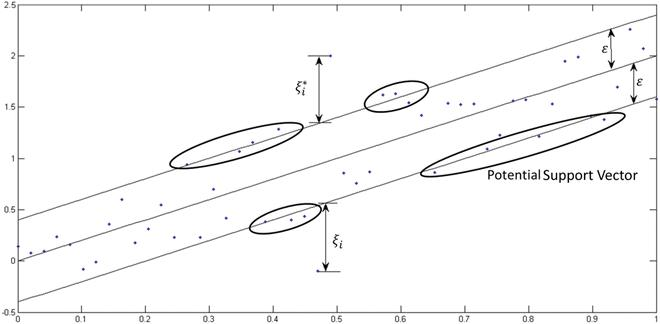 2.5
2
1.5
1
0.5
0
-0.5
ξ*i
ε
ε
Potential Support Vector
ξi
0 0.1 0.2 0.3 0.4 0.5 0.6 0.7 0.8 0.9 1